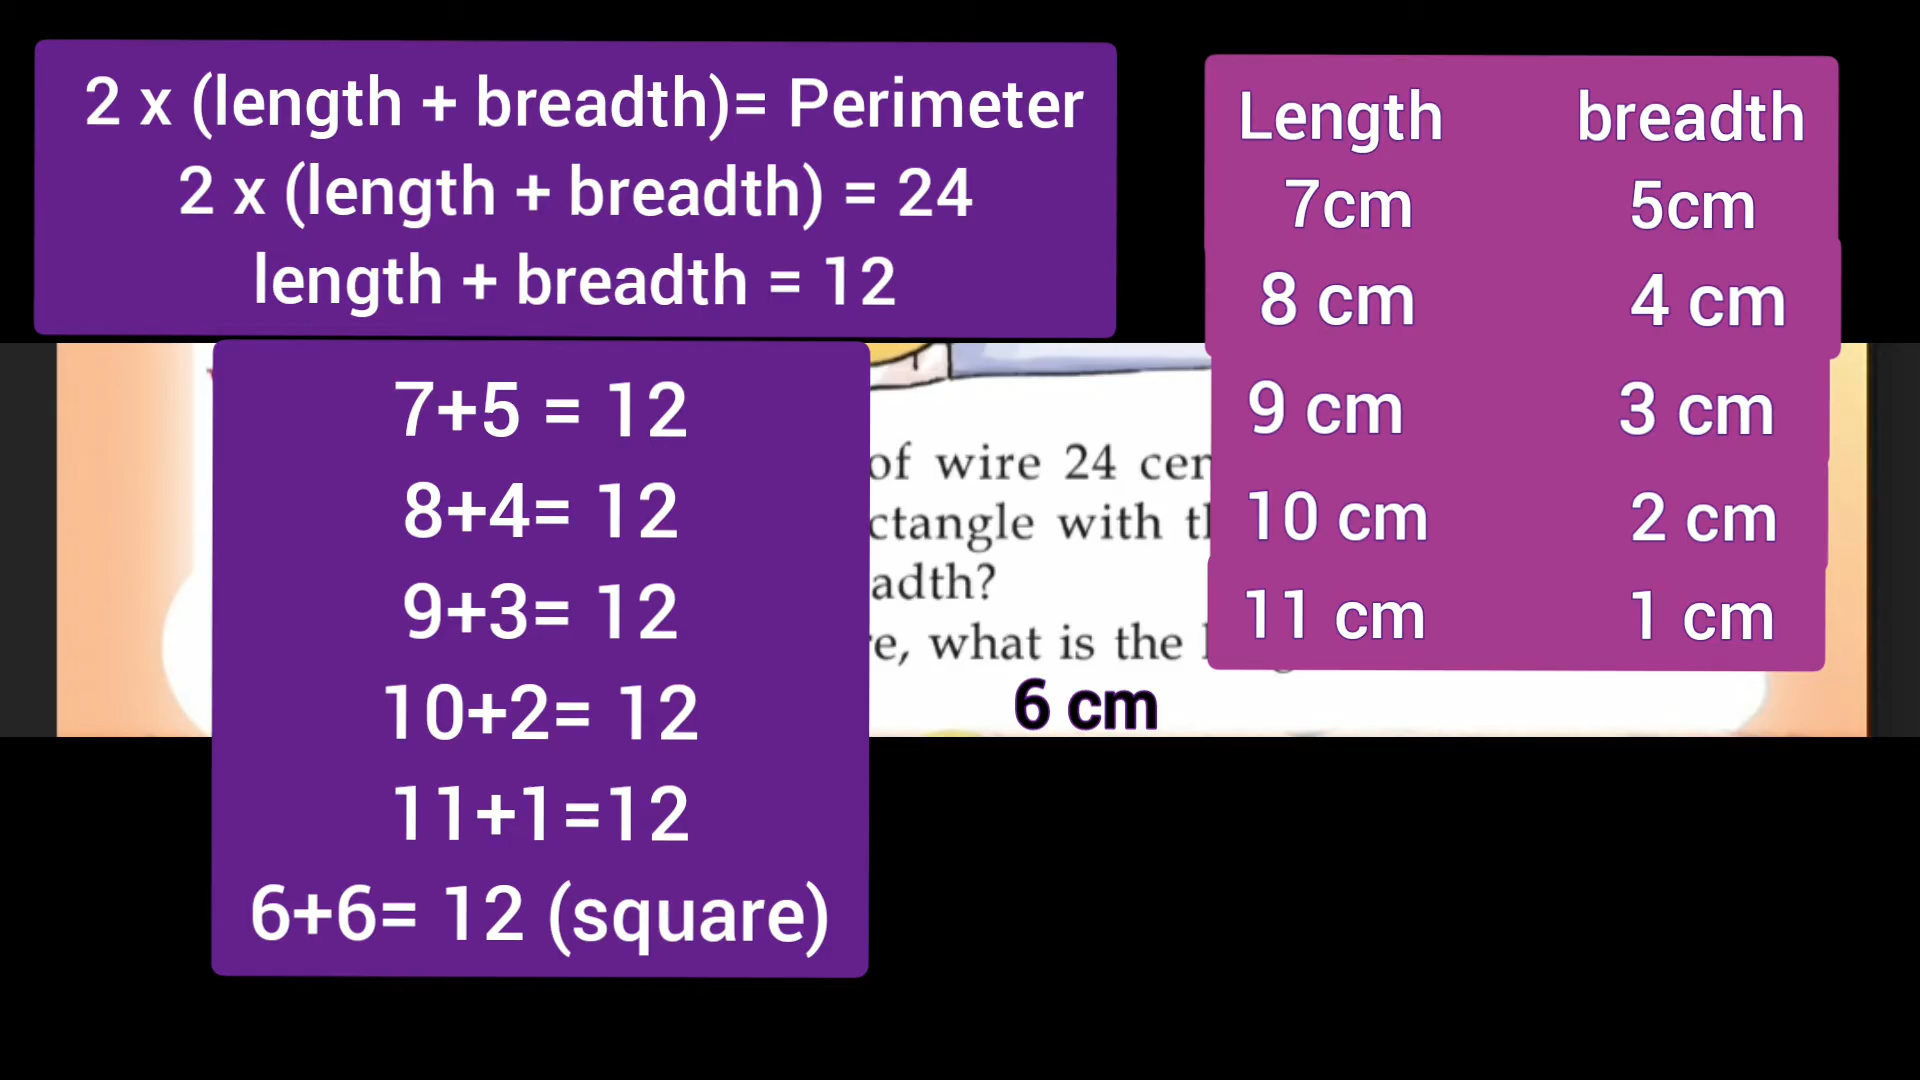 2 x (length + breadth)= Perimeter
2 x (length + breadth) = 24
length + breadth = 12
Length breadth
7cm 5cm
8 cm 4 cm
9 cm 3 cm
10 cm 2 cm
11 cm 1 cm
7+5 = 12
8+4= 12
9+3= 12
10+2= 12
11+1=12
6+6= 12 (square)
of wire 24
with
what is the
6 cm